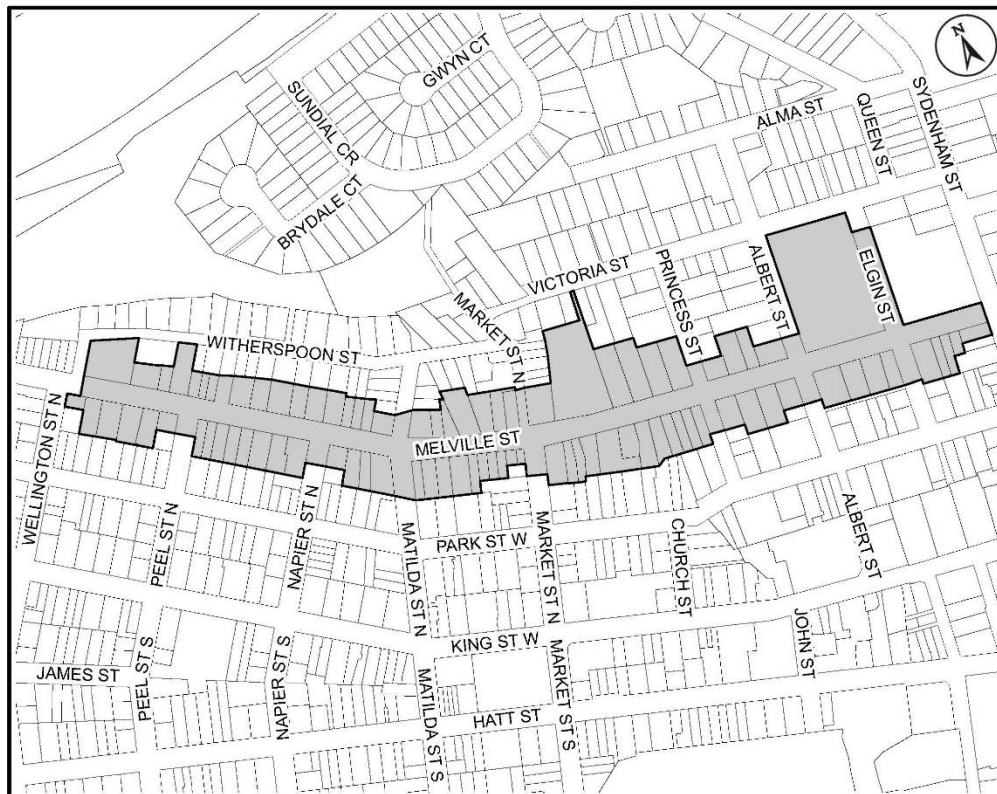 N
GWYN CT
SUNDIAL CR
BRYDALE CT
ALMA ST
QUEEN ST
SYDENHAM ST
VICTORIA ST
PRINCESS ST
ALBERT ST
ELGIN ST
MARKET ST N
WITHERSPOON ST
MELVILLE ST
WELLINGTON ST N
PEEL ST N
NAPIER ST N
MATILDA ST N
PARK ST W
MARKET ST N
CHURCH ST
ALBERT ST
KING ST W
JOHN ST
JAMES ST
PEEL ST S
NAPIER ST S
MATILDA ST S
HATT ST
MARKET ST S